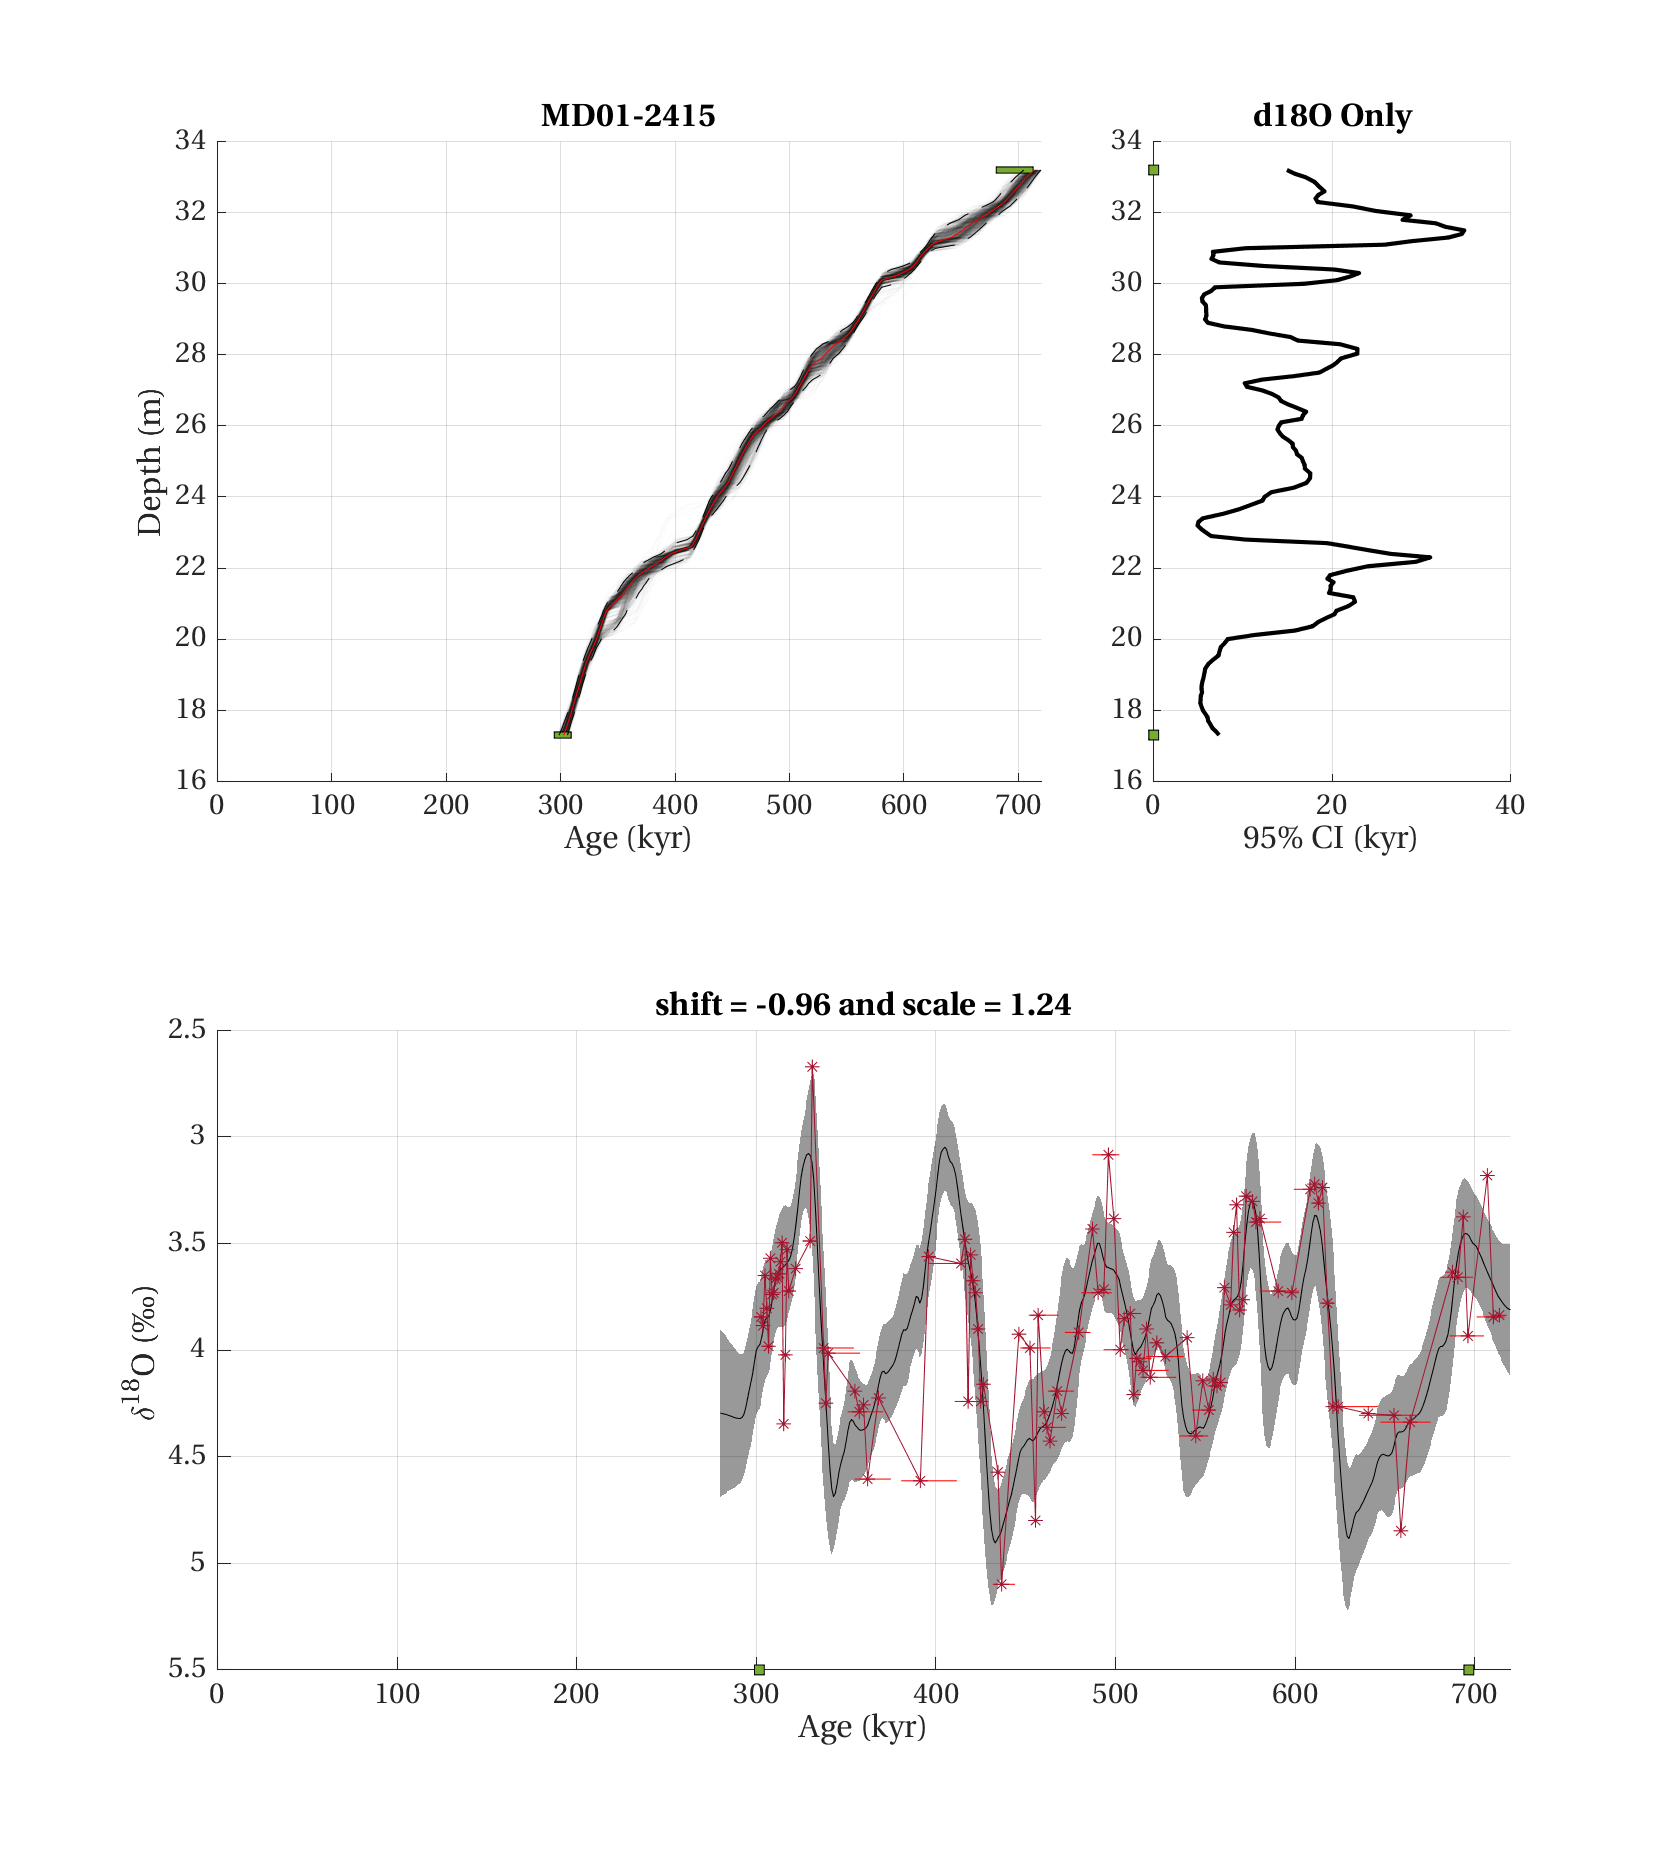 MD01-2415
34
32
30
28
26
24
22
20
18
16
Depth (m)
0 100 200 300 400 500 600 700
Age (kyr)
d18O Only
34
32
30
28
26
24
22
20
18
16
0 20 40
95% CI (kyr)
shift = -0.96 and scale = 1.24
2.5
3
3.5
4
4.5
5
5.5
δ¹⁸O (‰)
0 100 200 300 400 500 600 700
Age (kyr)